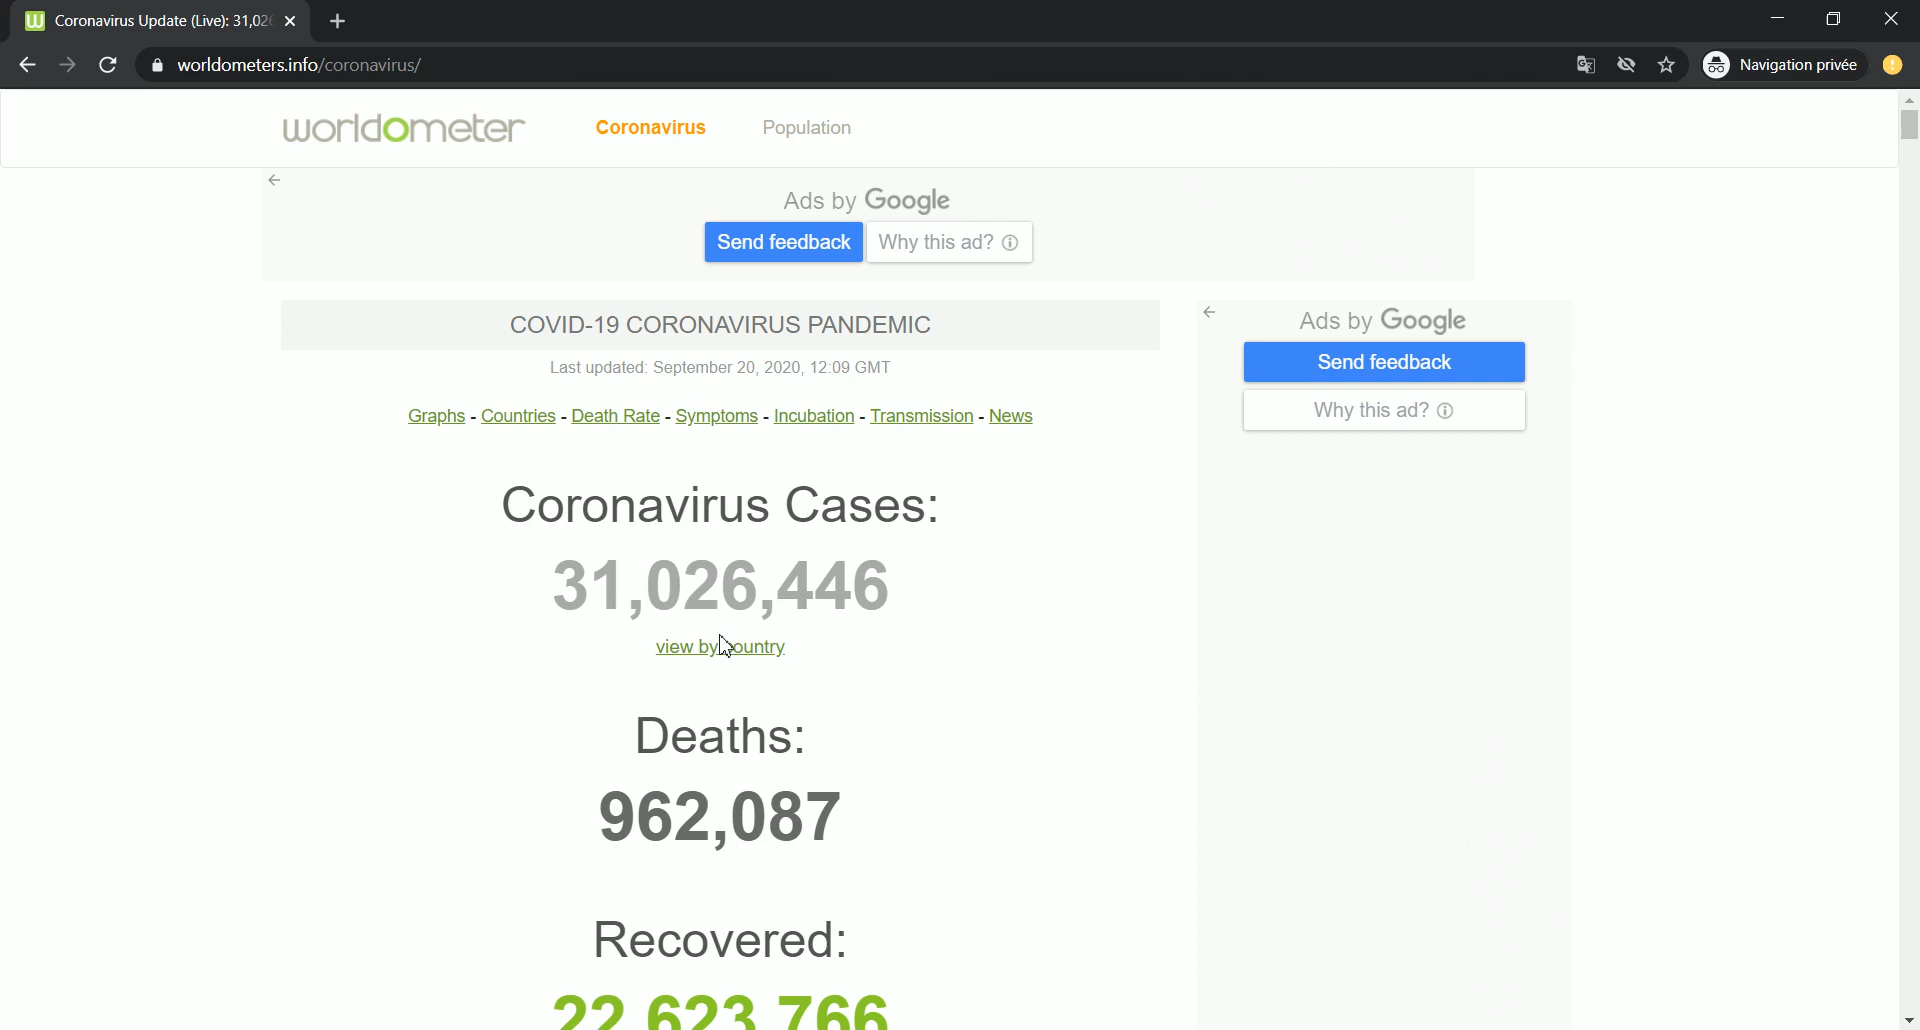 Coronavirus Update (Live): 31,026
worldometers.info/coronavirus/
Navigation privée
worldometer
Coronavirus
Population
Ads by Google
Send feedback
Why this ad?
COVID-19 CORONAVIRUS PANDEMIC
Last updated: September 20, 2020, 12:09 GMT
Graphs - Countries - Death Rate - Symptoms - Incubation - Transmission - News
Ads by Google
Send feedback
Why this ad?
Coronavirus Cases:
31,026,446
view by country
Deaths:
962,087
Recovered:
22,623,766